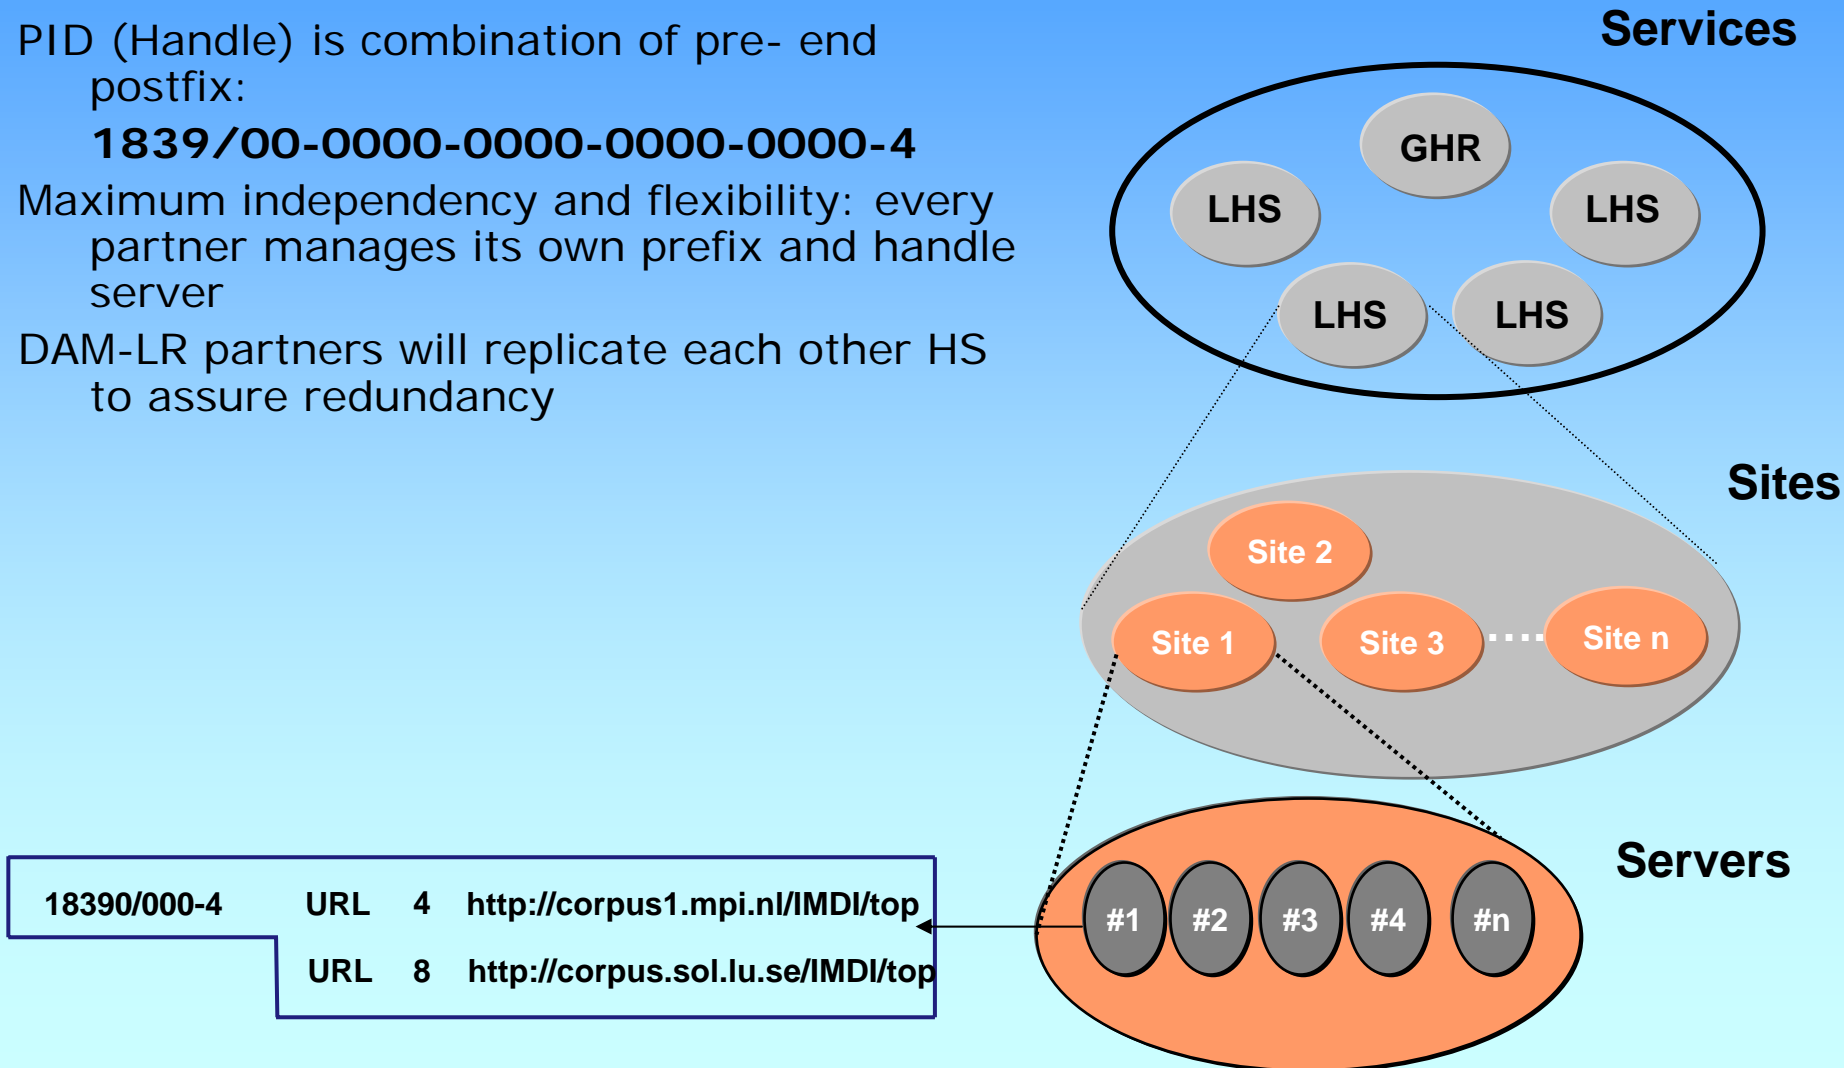 PID (Handle) is combination of pre- end
postfix:
1839/00-0000-0000-0000-0000-4
Maximum independency and flexibility: every
partner manages its own prefix and handle
server
DAM-LR partners will replicate each other HS
to assure redundancy
Services
GHR
LHS
LHS
LHS
LHS
Sites
Site 2
Site 1
Site 3
....
Site n
Servers
#1
#2
#3
#4
#n
18390/000-4 URL 4 http://corpus1.mpi.nl/IMDI/top
URL 8 http://corpus.sol.lu.se/IMDI/top